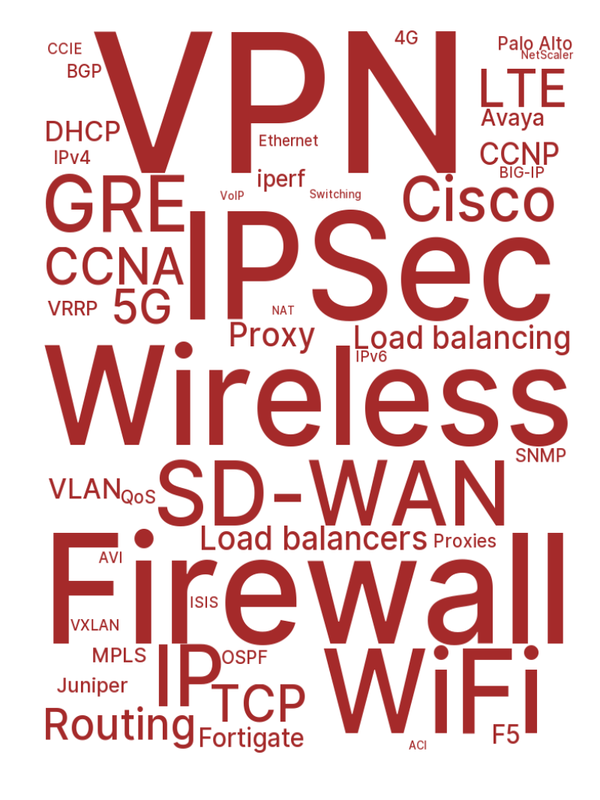 VPN
CCIE
4G
Palo Alto
NetScaler
BGP
LTE
Avaya
DHCP
Ethernet
IPv4
CCNP
BIG-IP
iperf
GRE
VoIP
Switching
Cisco
IPSec
CCNA
VRRP
5G
NAT
Proxy
Load balancing
IPv6
Wireless
SNMP
SD-WAN
VLAN
QoS
Load balancers
Proxies
Firewall
AVI
ISIS
VXLAN
MPLS
IP
OSPF
WiFi
Juniper
TCP
Routing
Fortigate
F5
ACI